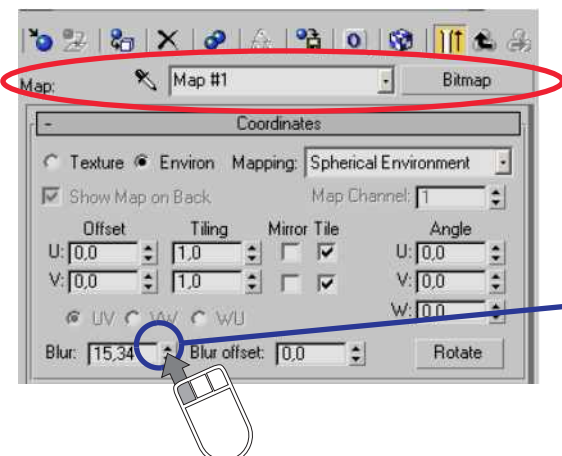 Map: Map #1 Bitmap
- Coordinates
Texture Environ Mapping: Spherical Environment
Show Map on Back Map Channel: 1
Offset Tiling Mirror Tile Angle
U: 0,0 1,0 U: 0,0
V: 0,0 1,0 V: 0,0
UV VW WU W: 0,0
Blur: 15,34 Blur offset: 0,0 Rotate